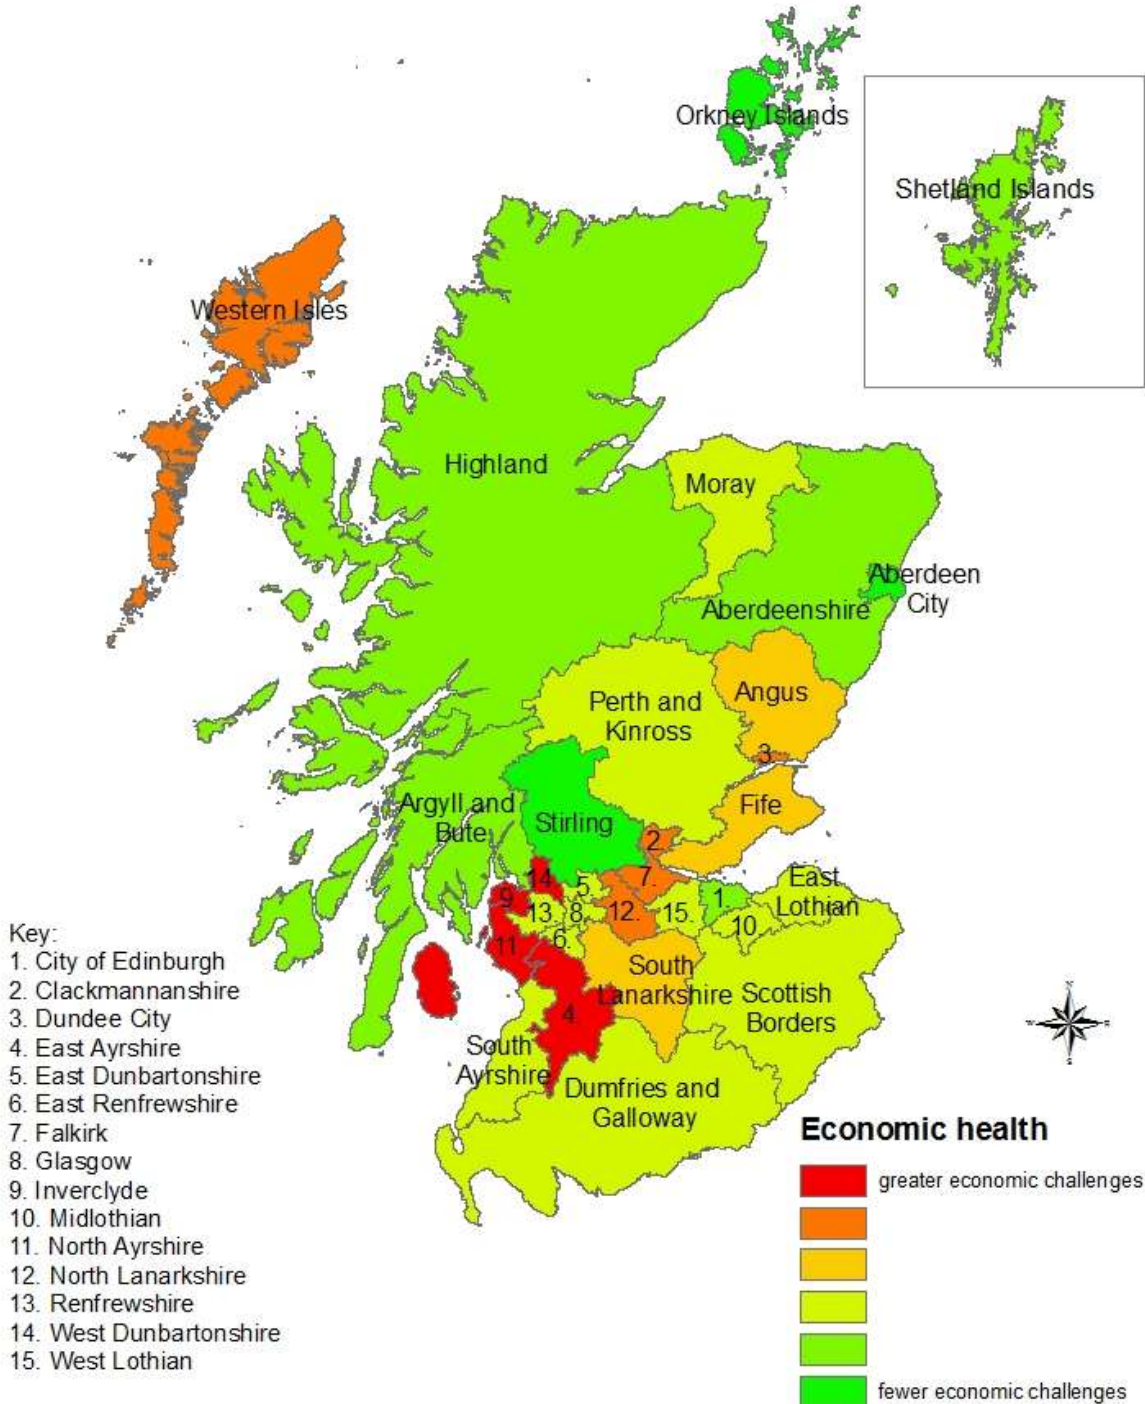 Orkney Islands
Shetland Islands
Western Isles
Highland
Moray
Aberdeen
City
Aberdeenshire
Perth and
Kinross
Angus
3.
Argyll and
Bute
Stirling
Fife
2.
14.
5.
7.
East
Lothian
9.
13.
8.
12.
15.
1.
10.
11.
6.
South
Lanarkshire
Scottish
Borders
4.
South
Ayrshire
Dumfries and
Galloway
Key:
1. City of Edinburgh
2. Clackmannanshire
3. Dundee City
4. East Ayrshire
5. East Dunbartonshire
6. East Renfrewshire
7. Falkirk
8. Glasgow
9. Inverclyde
10. Midlothian
11. North Ayrshire
12. North Lanarkshire
13. Renfrewshire
14. West Dunbartonshire
15. West Lothian
N
W
E
S
Economic health
greater economic challenges
fewer economic challenges